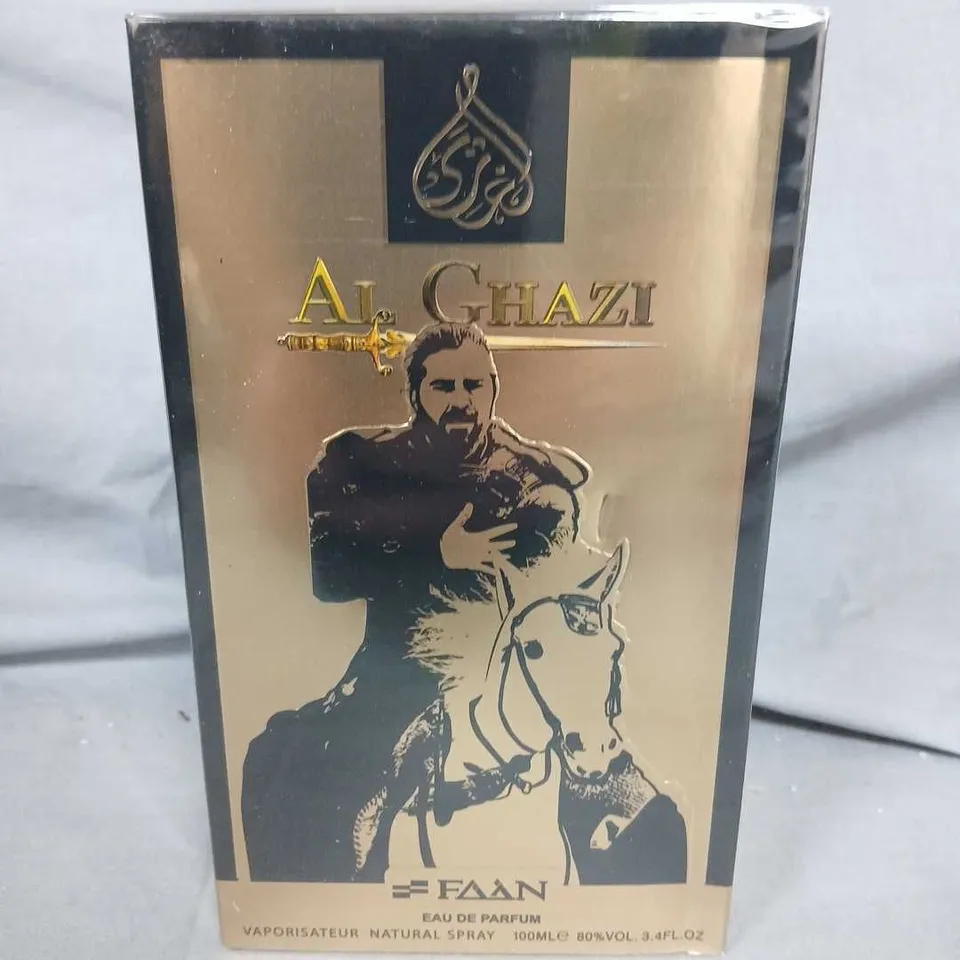 AL GHAZI
FAAN
EAU DE PARFUM
VAPORISATEUR NATURAL SPRAY 100ML℮ 80%VOL. 3.4FL.OZ